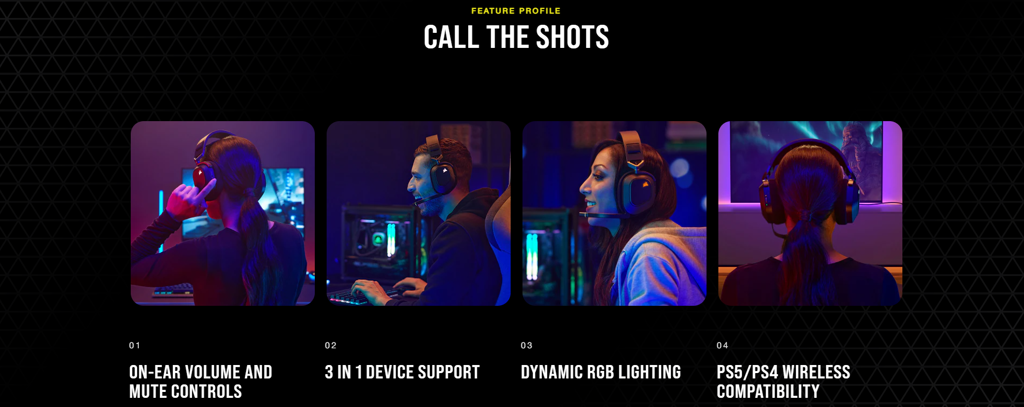 FEATURE PROFILE
CALL THE SHOTS
01
ON-EAR VOLUME AND
MUTE CONTROLS
02
3 IN 1 DEVICE SUPPORT
03
DYNAMIC RGB LIGHTING
04
PS5/PS4 WIRELESS
COMPATIBILITY